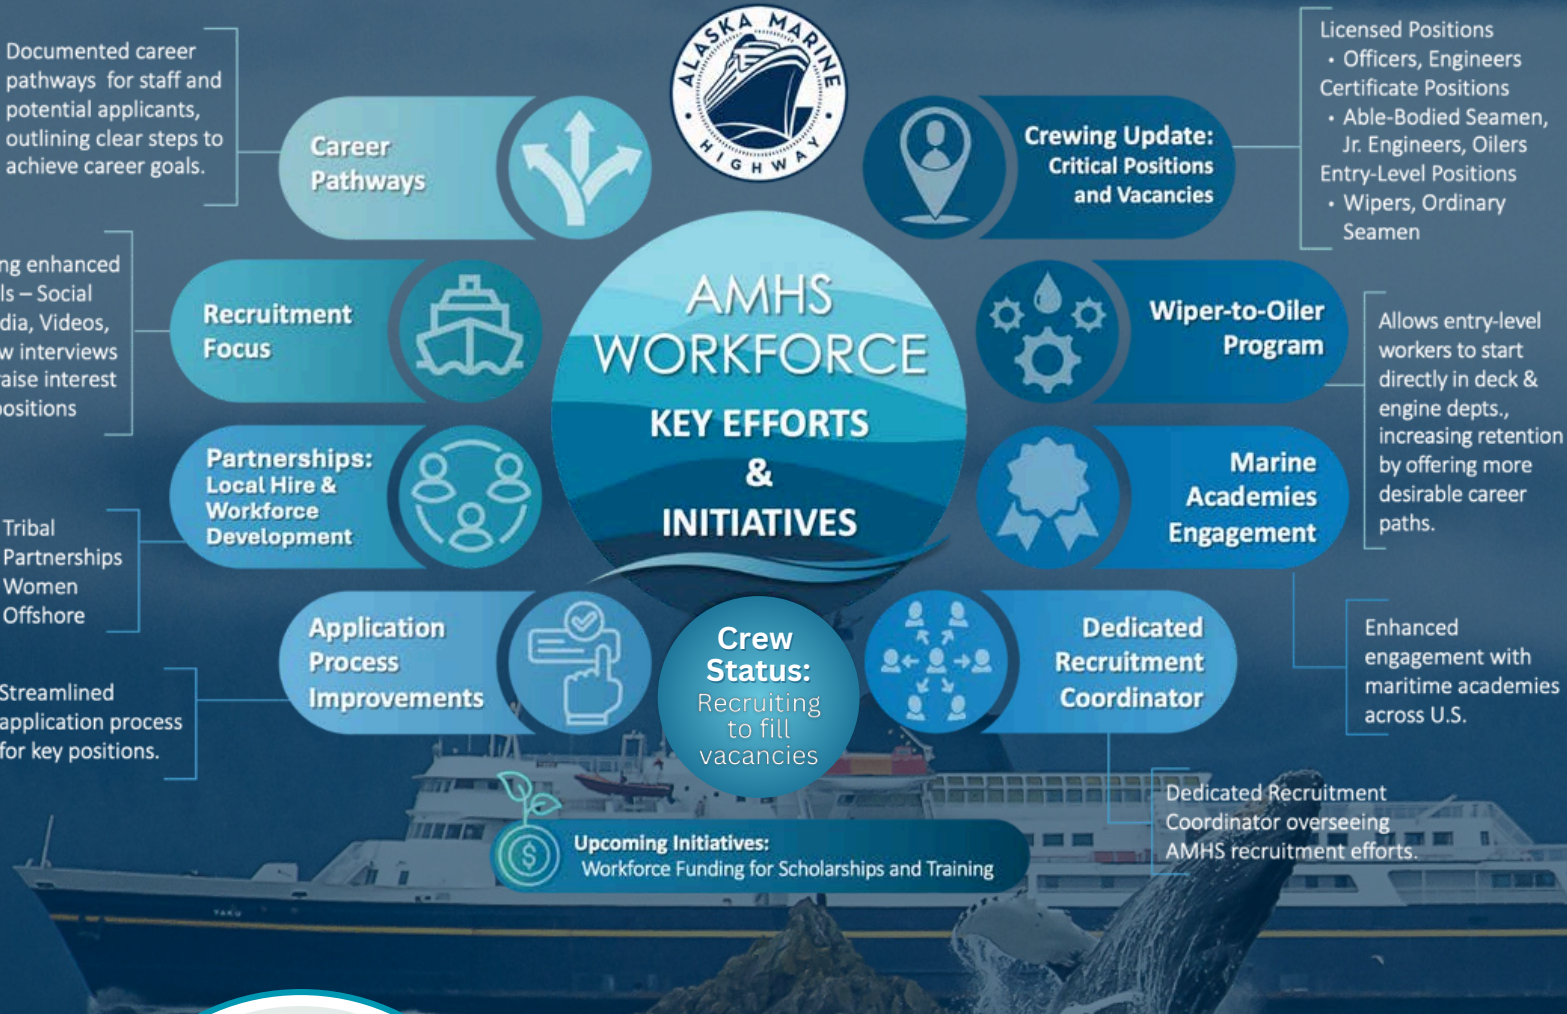 ALASKA MARINE
HIGHWAY
Documented career
pathways for staff and
potential applicants,
outlining clear steps to
achieve career goals.
Career
Pathways
Crewing Update:
Critical Positions
and Vacancies
Licensed Positions
• Officers, Engineers
Certificate Positions
• Able-Bodied Seamen,
Jr. Engineers, Oilers
Entry-Level Positions
• Wipers, Ordinary
Seamen
enhanced
– Social
Videos,
interviews
raise interest
positions
Recruitment
Focus
AMHS
WORKFORCE
KEY EFFORTS
&
INITIATIVES
Wiper-to-Oiler
Program
Allows entry-level
workers to start
directly in deck &
engine depts.,
increasing retention
by offering more
desirable career
paths.
Partnerships:
Local Hire &
Workforce
Development
Tribal
Partnerships
Women
Offshore
Marine
Academies
Engagement
Enhanced
engagement with
maritime academies
across U.S.
Application
Process
Improvements
Streamlined
application process
for key positions.
Crew
Status:
Recruiting
to fill
vacancies
Dedicated
Recruitment
Coordinator
Dedicated Recruitment
Coordinator overseeing
AMHS recruitment efforts.
$
Upcoming Initiatives:
Workforce Funding for Scholarships and Training
TAKU